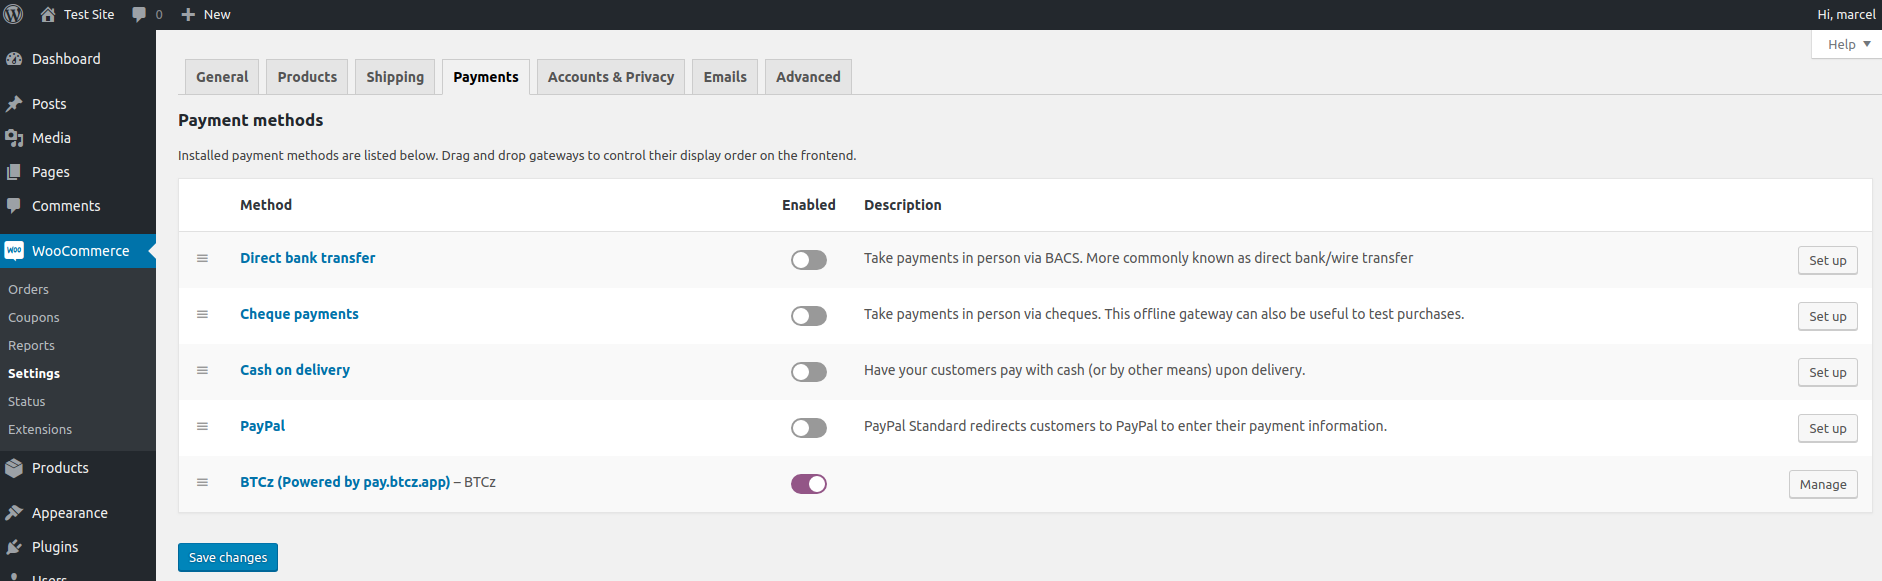 Test Site 0 New Hi, marcel
Help
Dashboard
Posts
Media
Pages
Comments
WooCommerce
Orders
Coupons
Reports
Settings
Status
Extensions
Products
Appearance
Plugins
Users
General Products Shipping Payments Accounts & Privacy Emails Advanced
Payment methods
Installed payment methods are listed below. Drag and drop gateways to control their display order on the frontend.
Method Enabled Description
Direct bank transfer Take payments in person via BACS. More commonly known as direct bank/wire transfer Set up
Cheque payments Take payments in person via cheques. This offline gateway can also be useful to test purchases. Set up
Cash on delivery Have your customers pay with cash (or by other means) upon delivery. Set up
PayPal PayPal Standard redirects customers to PayPal to enter their payment information. Set up
BTCz (Powered by pay.btcz.app) – BTCz Manage
Save changes